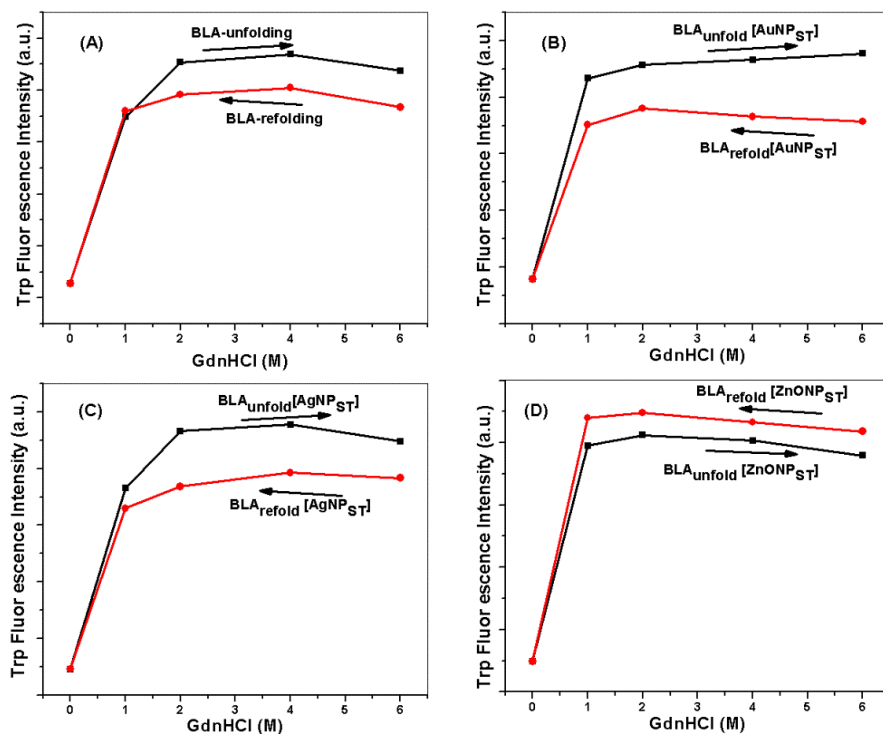 (A)
BLA-unfolding
BLA-refolding
Trp Fluor escence Intensity (a.u.)
0 1 2 3 4 5 6
GdnHCl (M)
(B)
BLAunfold [AuNPST]
BLArefold[AuNPST]
Trp Fluor escence Intensity (a.u.)
0 1 2 3 4 5 6
GdnHCl (M)
(C)
BLAunfold[AgNPST]
BLArefold [AgNPST]
Trp Fluor escence Intensity (a.u.)
0 1 2 3 4 5 6
GdnHCl (M)
(D)
BLArefold [ZnONPST]
BLAunfold [ZnONPST]
Trp Fluor escence Intensity (a.u.)
0 1 2 3 4 5 6
GdnHCl (M)